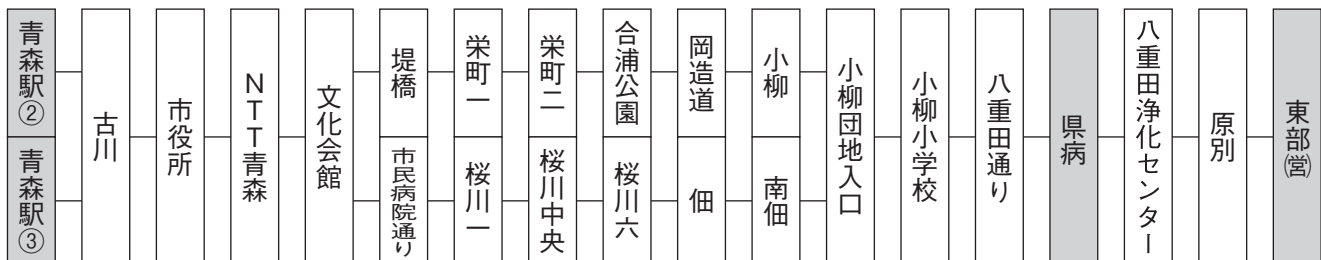 青森駅②
青森駅③
古川
市役所
NTT青森
文化会館
堤橋
市民病院通り
栄町一
桜川一
栄町二
桜川中央
合浦公園
桜川六
岡造道
佃
小柳
南佃
小柳団地入口
小柳小学校
八重田通り
県病
八重田浄化センター
原別
東部㈺